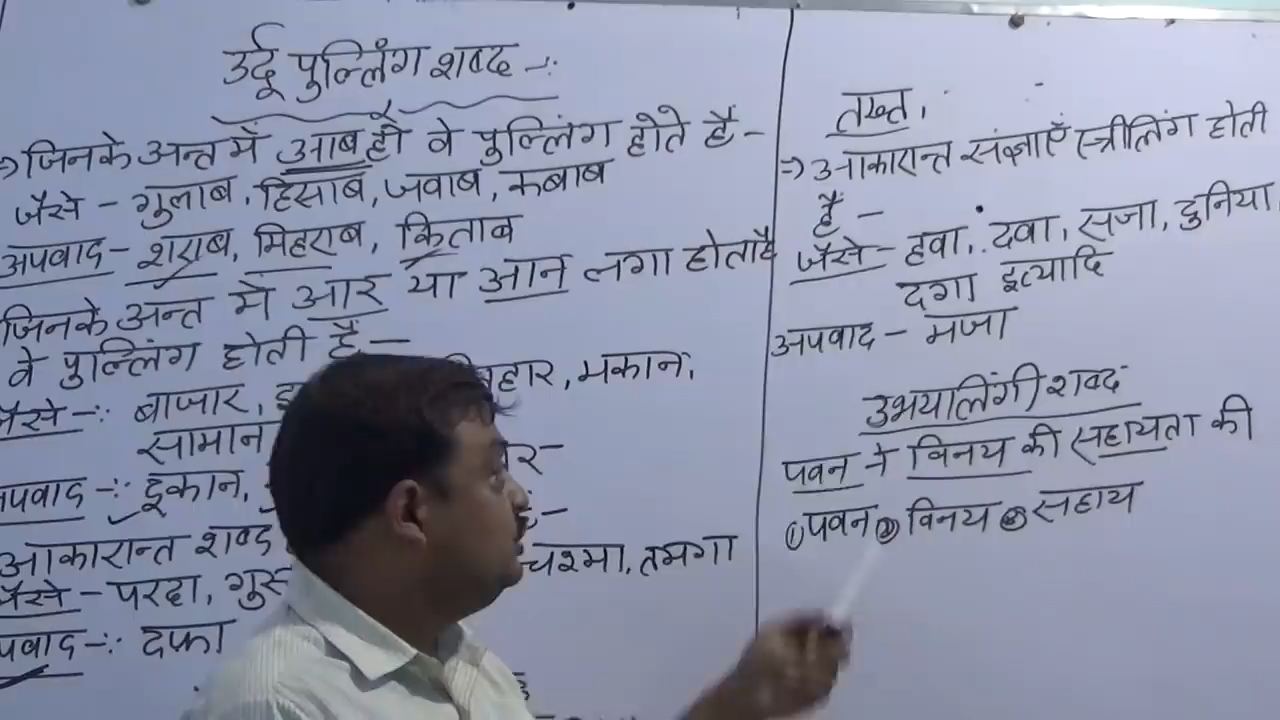 उर्दू पुल्लिंग शब्द -:
→ जिनके अन्त में आब हो वे पुल्लिंग होते है-
जैसे - गुलाब, हिसाब, जवाब, कबाब
अपवाद - शराब, मिहराब, किताब
जिनके अन्त में आर या आन लगा होता है
वे पुल्लिंग होती है -
जैसे -: बाजार, मकान,
सामान
अपवाद -: दूकान,
आकारान्त शब्द
जैसे - परदा, चश्मा, तमगा
अपवाद -: दफा
तख्त,
⇒ आकारान्त संज्ञाएँ स्त्रीलिंग होती
है -
जैसे - हवा, दवा, सजा, दुनिया,
दगा इत्यादि
अपवाद - मजा
उभयलिंगी शब्द
पवन ने विनय की सहायता की
① पवन ② विनय ③ सहाय